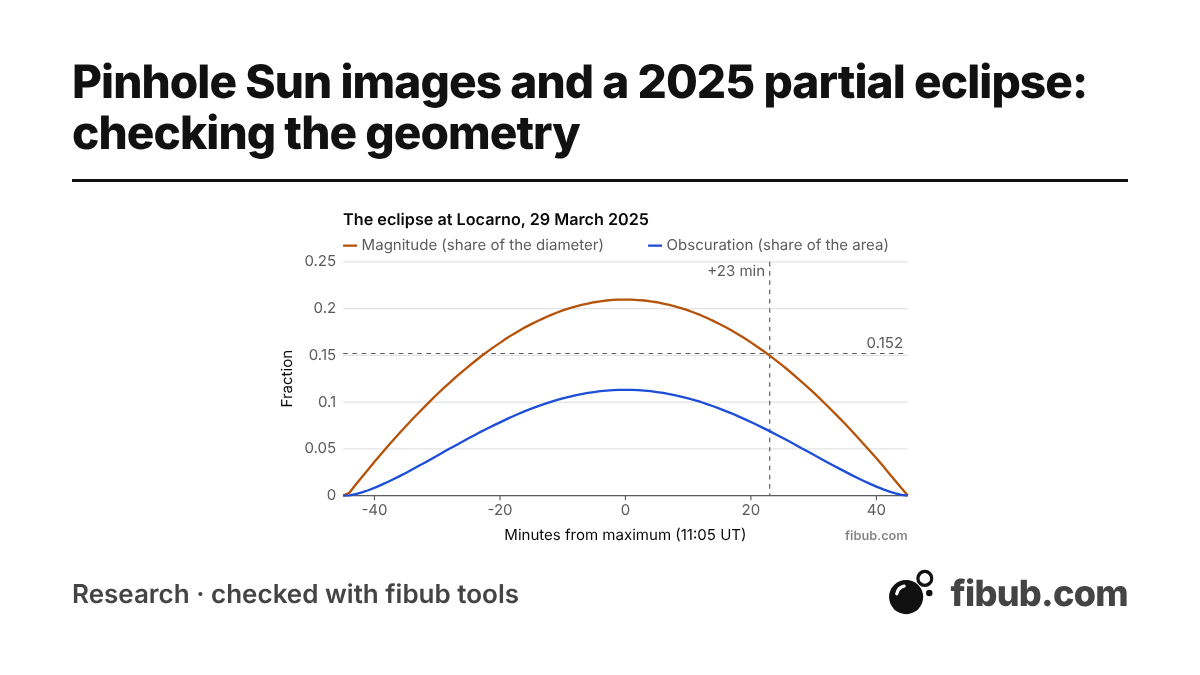 Pinhole Sun images and a 2025 partial eclipse:
checking the geometry
The eclipse at Locarno, 29 March 2025
Magnitude (share of the diameter)
Obscuration (share of the area)
0.25
+23 min
0.2
0.152
0.15
0.1
0.05
0
Fraction
-40
-20
0
20
40
Minutes from maximum (11:05 UT)
fibub.com
Research · checked with fibub tools
fibub.com